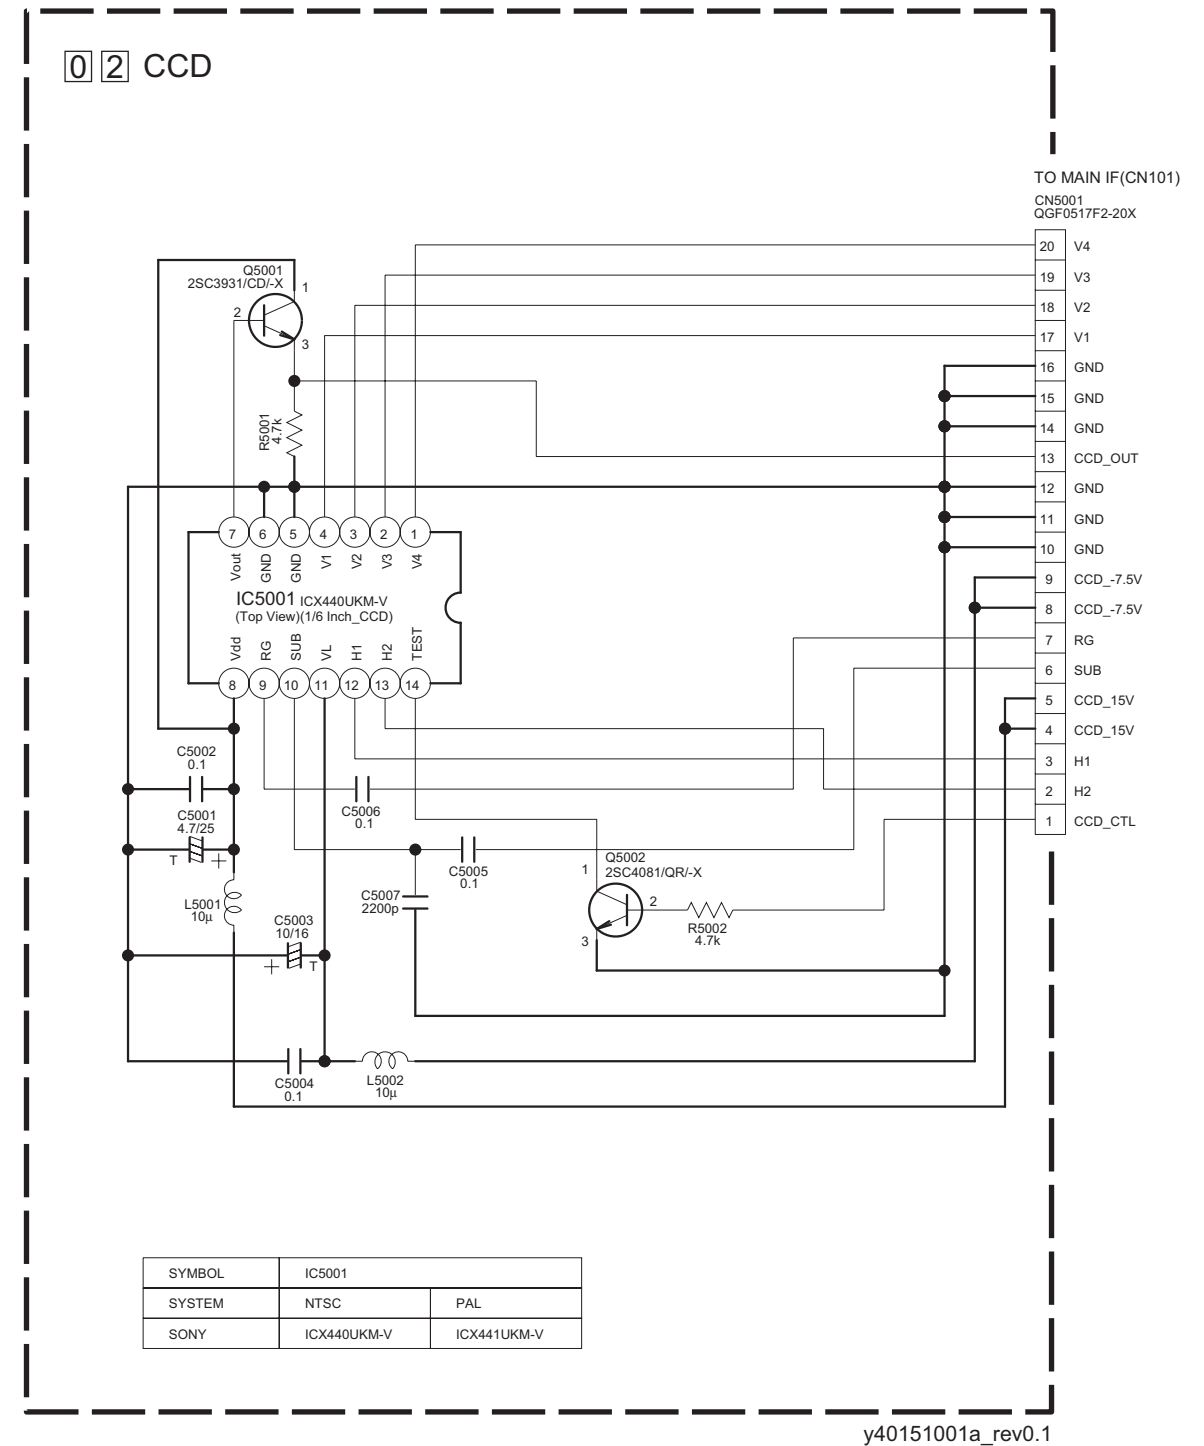 0 2 CCD
TO MAIN IF(CN101)
CN5001
QGF0517F2-20X
20 V4
19 V3
18 V2
17 V1
16 GND
15 GND
14 GND
13 CCD_OUT
12 GND
11 GND
10 GND
9 CCD_-7.5V
8 CCD_-7.5V
7 RG
6 SUB
5 CCD_15V
4 CCD_15V
3 H1
2 H2
1 CCD_CTL
Q5001
2SC3931/CD/-X
1
2
3
R5001
4.7k
7 6 5 4 3 2 1
Vout GND GND V1 V2 V3 V4
IC5001 ICX440UKM-V
(Top View)(1/6 Inch_CCD)
Vdd RG SUB VL H1 H2 TEST
8 9 10 11 12 13 14
C5002
0.1
C5001
4.7/25
T +
C5006
0.1
C5005
0.1
Q5002
2SC4081/QR/-X
1
2
3
R5002
4.7k
L5001
10μ
C5007
2200p
C5003
10/16
+ T
C5004
0.1
L5002
10μ
SYMBOL IC5001
SYSTEM NTSC PAL
SONY ICX440UKM-V ICX441UKM-V
y40151001a_rev0.1